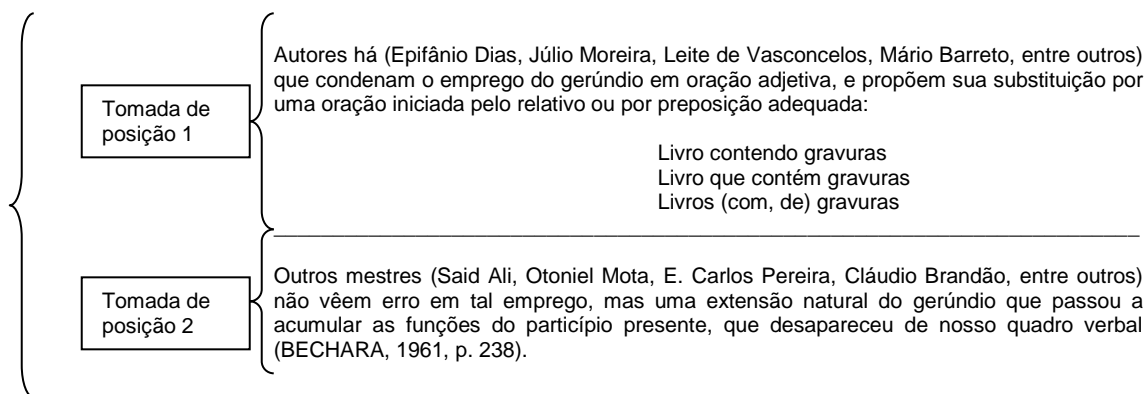 Tomada de
posição 1
Autores há (Epifânio Dias, Júlio Moreira, Leite de Vasconcelos, Mário Barreto, entre outros)
que condenam o emprego do gerúndio em oração adjetiva, e propõem sua substituição por
uma oração iniciada pelo relativo ou por preposição adequada:
Livro contendo gravuras
Livro que contém gravuras
Livros (com, de) gravuras
Tomada de
posição 2
Outros mestres (Said Ali, Otoniel Mota, E. Carlos Pereira, Cláudio Brandão, entre outros)
não vêem erro em tal emprego, mas uma extensão natural do gerúndio que passou a
acumular as funções do particípio presente, que desapareceu de nosso quadro verbal
(BECHARA, 1961, p. 238).